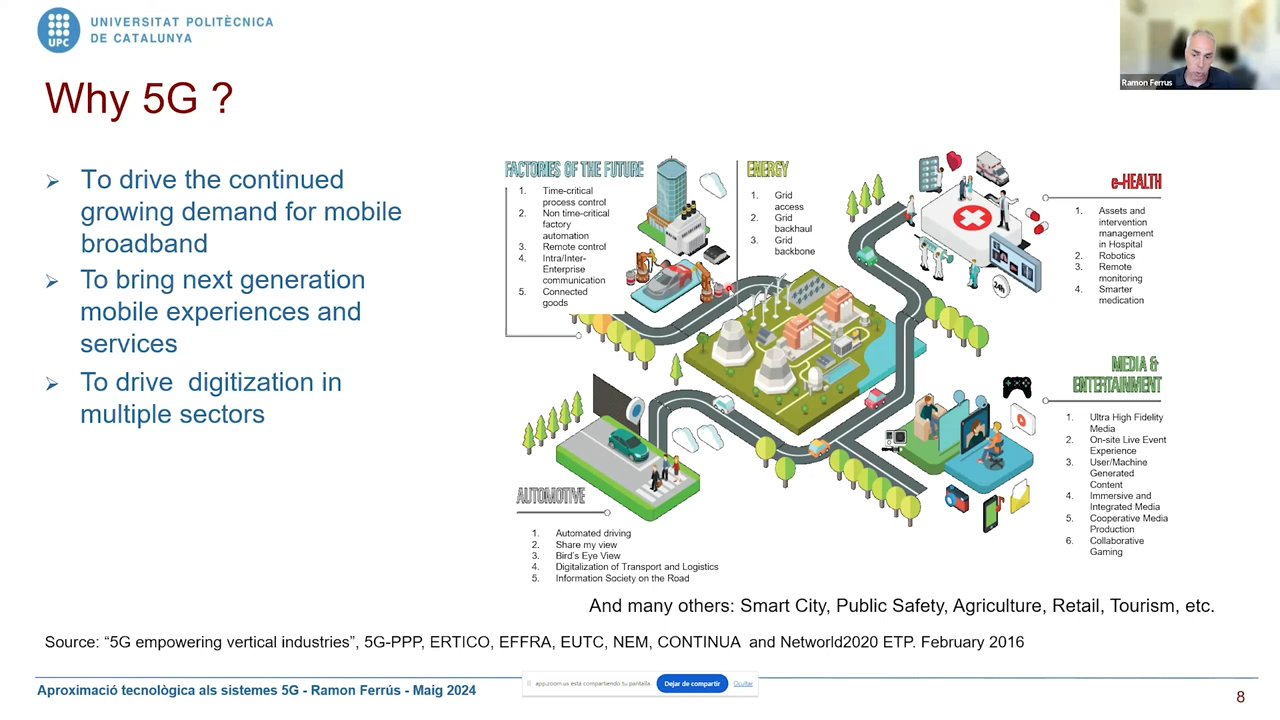 UNIVERSITAT POLITÈCNICA
DE CATALUNYA
UPC
Ramon Ferrus
Why 5G ?
To drive the continued
growing demand for mobile
broadband
To bring next generation
mobile experiences and
services
To drive digitization in
multiple sectors
FACTORIES OF THE FUTURE
1. Time-critical
process control
2. Non time-critical
factory
automation
3. Remote control
4. Intra/Inter-
Enterprise
communication
5. Connected
goods
ENERGY
1. Grid
access
2. Grid
backhaul
3. Grid
backbone
e-HEALTH
1. Assets and
intervention
management
in Hospital
2. Robotics
3. Remote
monitoring
4. Smarter
medication
24h
MEDIA &
ENTERTAINMENT
1. Ultra High Fidelity
Media
2. On-site Live Event
Experience
3. User/Machine
Generated
Content
4. Immersive and
Integrated Media
5. Cooperative Media
Production
6. Collaborative
Gaming
AUTOMOTIVE
1. Automated driving
2. Share my view
3. Bird's Eye View
4. Digitalization of Transport and Logistics
5. Information Society on the Road
And many others: Smart City, Public Safety, Agriculture, Retail, Tourism, etc.
Source: “5G empowering vertical industries”, 5G-PPP, ERTICO, EFFRA, EUTC, NEM, CONTINUA and Networld2020 ETP. February 2016
Aproximació tecnològica als sistemes 5G - Ramon Ferrús - Maig 2024
app.zoom.us está compartiendo tu pantalla.
Dejar de compartir
Ocultar
8